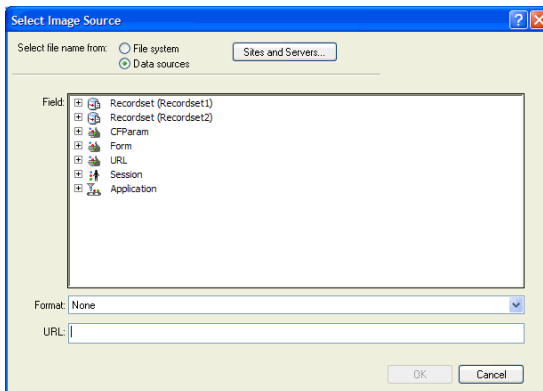 Select Image Source
Select file name from: File system
Data sources
Sites and Servers...
Field: Recordset (Recordset1)
Recordset (Recordset2)
CFParam
Form
URL
Session
Application
Format: None
URL:
OK Cancel